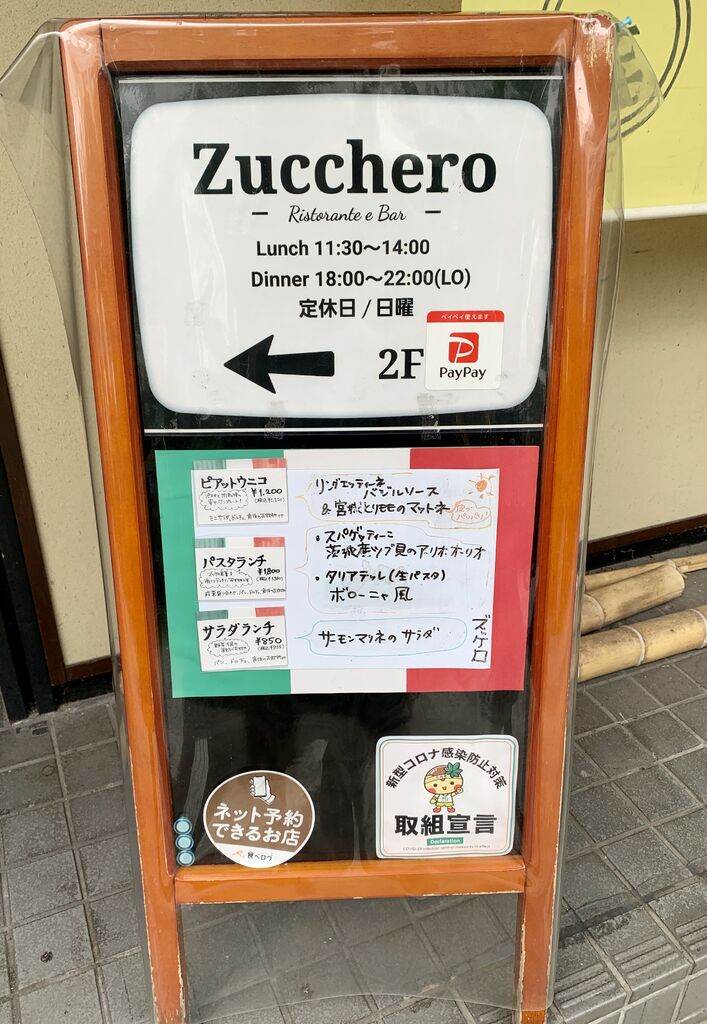 Zucchero
Ristorante e Bar
Lunch 11:30〜14:00
Dinner 18:00〜22:00(LO)
定休日 / 日曜
2F
ペイペイ使えます
PayPay
ピアットウニコ
¥1,200
リングエッティーネ
バジルソース
&宮城とりモモのマットネ
パスタランチ
¥1800
・スパゲッティーニ
茨城産ツブ貝のアーリオオーリオ
・タリアテッレ(生パスタ)
ボローニャ風
サラダランチ
¥850
サーモンマリネのサラダ
ズッケロ
ネット予約
できるお店
食べログ
新型コロナ感染防止対策
取組宣言
Declaration